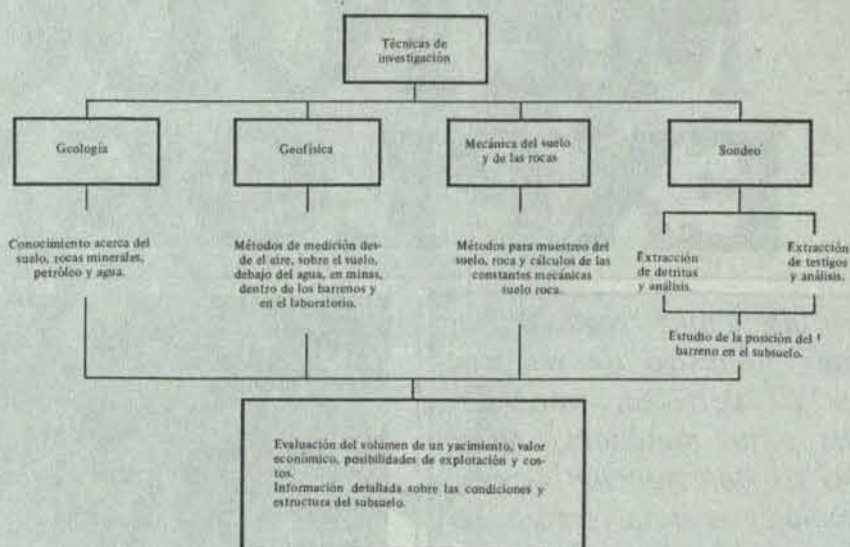 Técnicas de
investigación
Geología
Geofísica
Mecánica del suelo
y de las rocas
Sondeo
Conocimiento acerca del
suelo, rocas minerales,
petróleo y agua.
Métodos de medición des-
de el aire, sobre el suelo,
debajo del agua, en minas,
dentro de los barrenos y
en el laboratorio.
Métodos para muestreo del
suelo, roca y cálculos de las
constantes mecánicas
suelo roca.
Extracción
de detritas
y análisis.
Extracción
de testigos
y análisis.
Estudio de la posición del
barreno en el subsuelo.
Evaluación del volumen de un yacimiento, valor
económico, posibilidades de explotación y cos-
tos.
Información detallada sobre las condiciones y
estructura del subsuelo.